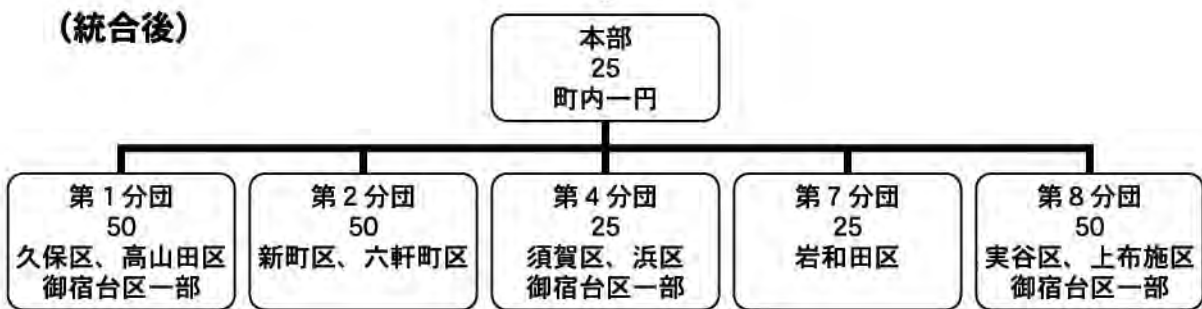 (統合後)
本部
25
町内一円
第1分団
50
久保区、高山田区
御宿台区一部
第2分団
50
新町区、六軒町区
第4分団
25
須賀区、浜区
御宿台区一部
第7分団
25
岩和田区
第8分団
50
実谷区、上布施区
御宿台区一部